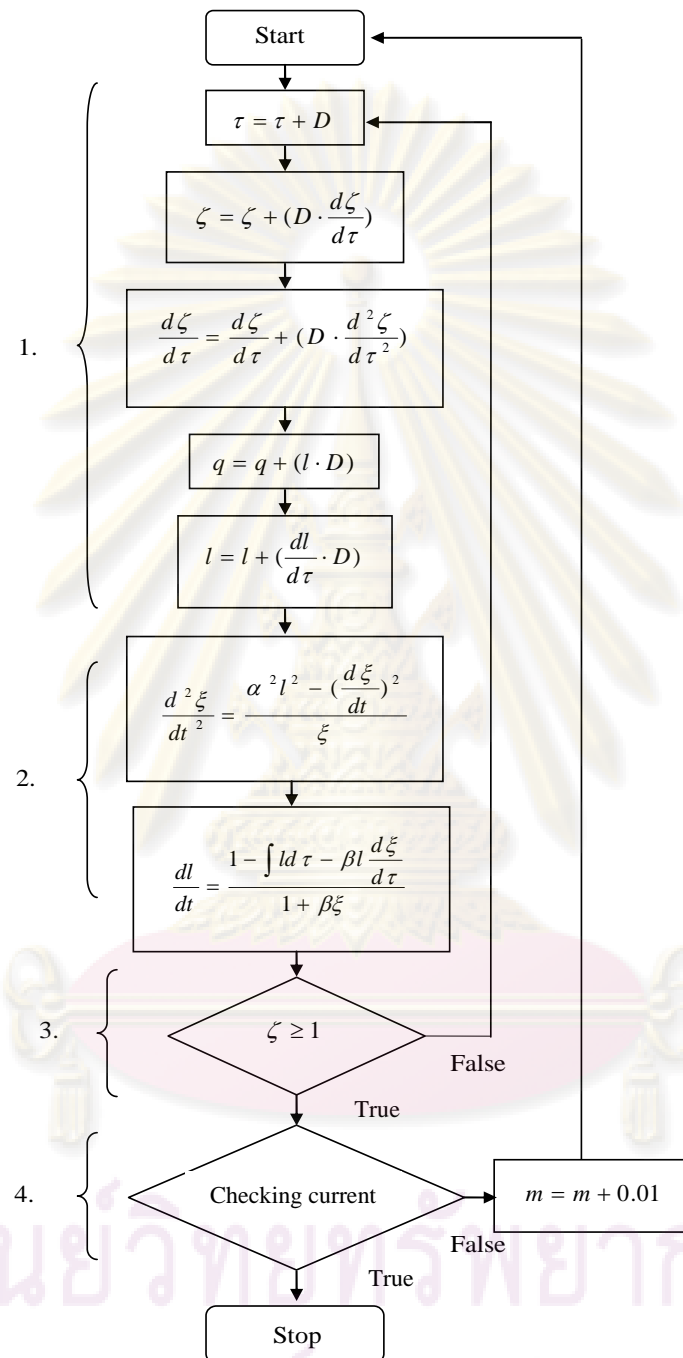 Start
τ = τ + D
ζ = ζ + (D · dζ/dτ)
dζ/dτ = dζ/dτ + (D · d²ζ/dτ²)
1.
q = q + (l · D)
l = l + (dl/dτ · D)
d²ξ/dt² = (α²l² − (dξ/dt)²)/ξ
2.
dl/dt = (1 − ∫ldτ − βl dξ/dτ)/(1 + βξ)
3.
ζ ≥ 1
False
True
4.
Checking current
m = m + 0.01
False
True
Stop